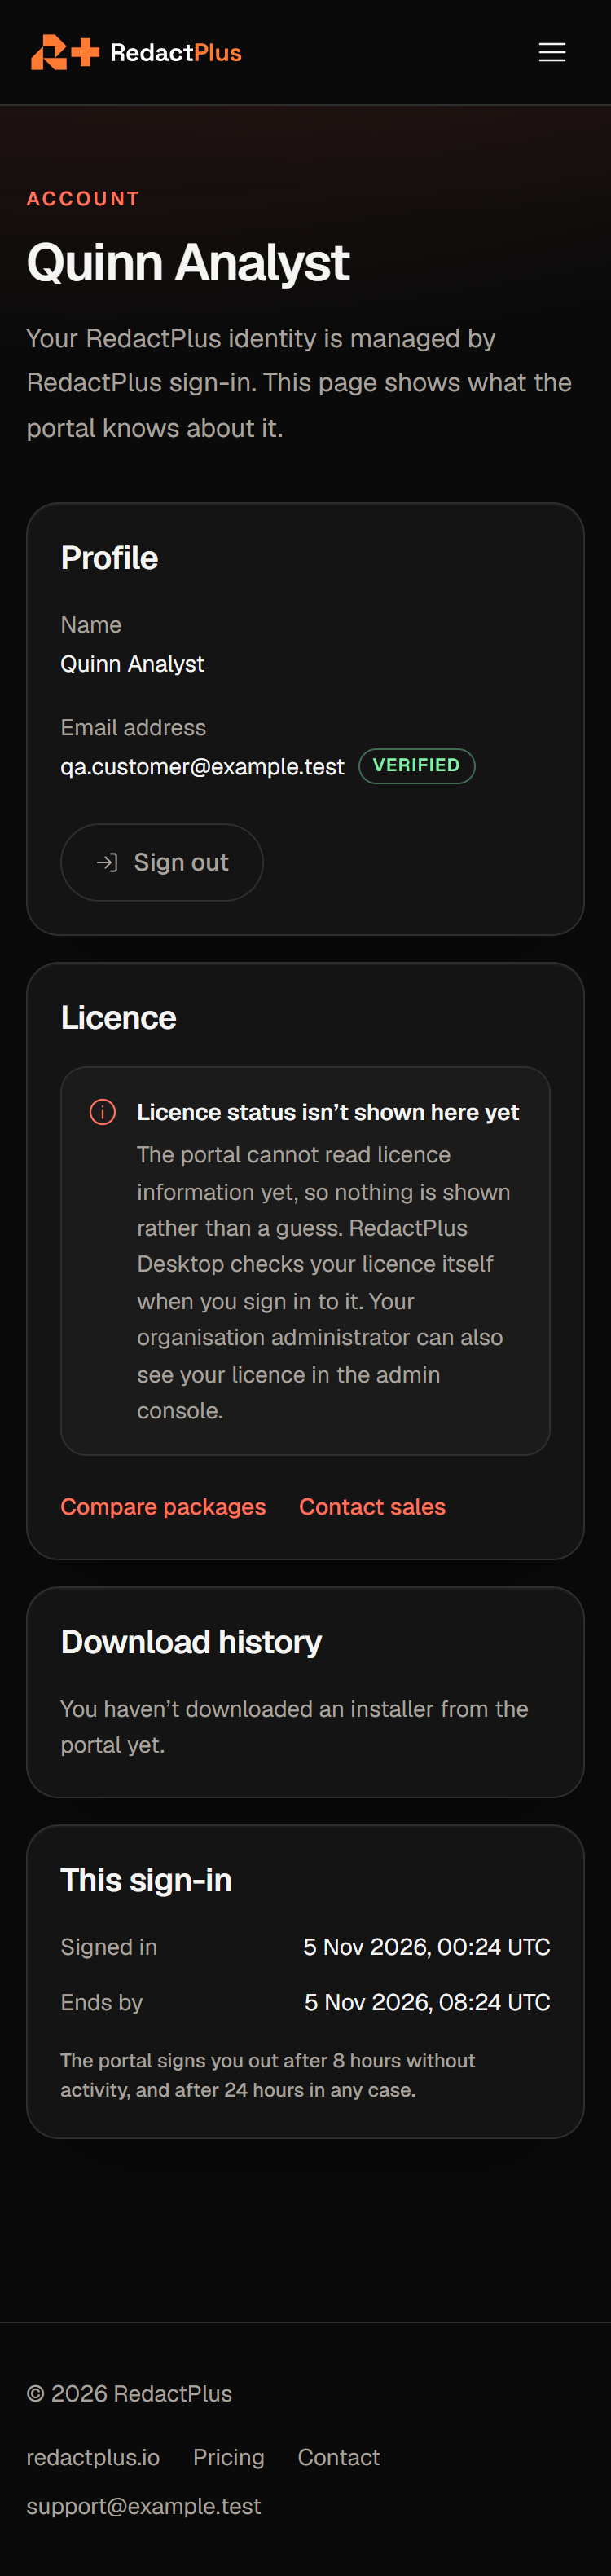 RedactPlus
ACCOUNT
Quinn Analyst
Your RedactPlus identity is managed by
RedactPlus sign-in. This page shows what the
portal knows about it.
Profile
Name
Quinn Analyst
Email address
qa.customer@example.test VERIFIED
Sign out
Licence
Licence status isn’t shown here yet
The portal cannot read licence
information yet, so nothing is shown
rather than a guess. RedactPlus
Desktop checks your licence itself
when you sign in to it. Your
organisation administrator can also
see your licence in the admin
console.
Compare packages Contact sales
Download history
You haven’t downloaded an installer from the
portal yet.
This sign-in
Signed in 5 Nov 2026, 00:24 UTC
Ends by 5 Nov 2026, 08:24 UTC
The portal signs you out after 8 hours without
activity, and after 24 hours in any case.
© 2026 RedactPlus
redactplus.io Pricing Contact
support@example.test